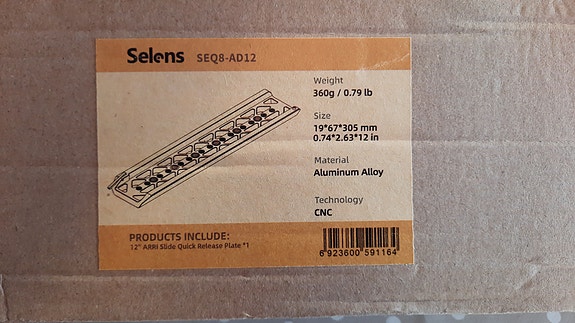 Selens SEQ8-AD12
Weight
360g / 0.79 lb
Size
19*67*305 mm
0.74*2.63*12 in
Material
Aluminum Alloy
Technology
CNC
PRODUCTS INCLUDE:
12" ARRI Slide Quick Release Plate *1
6 923600 591164